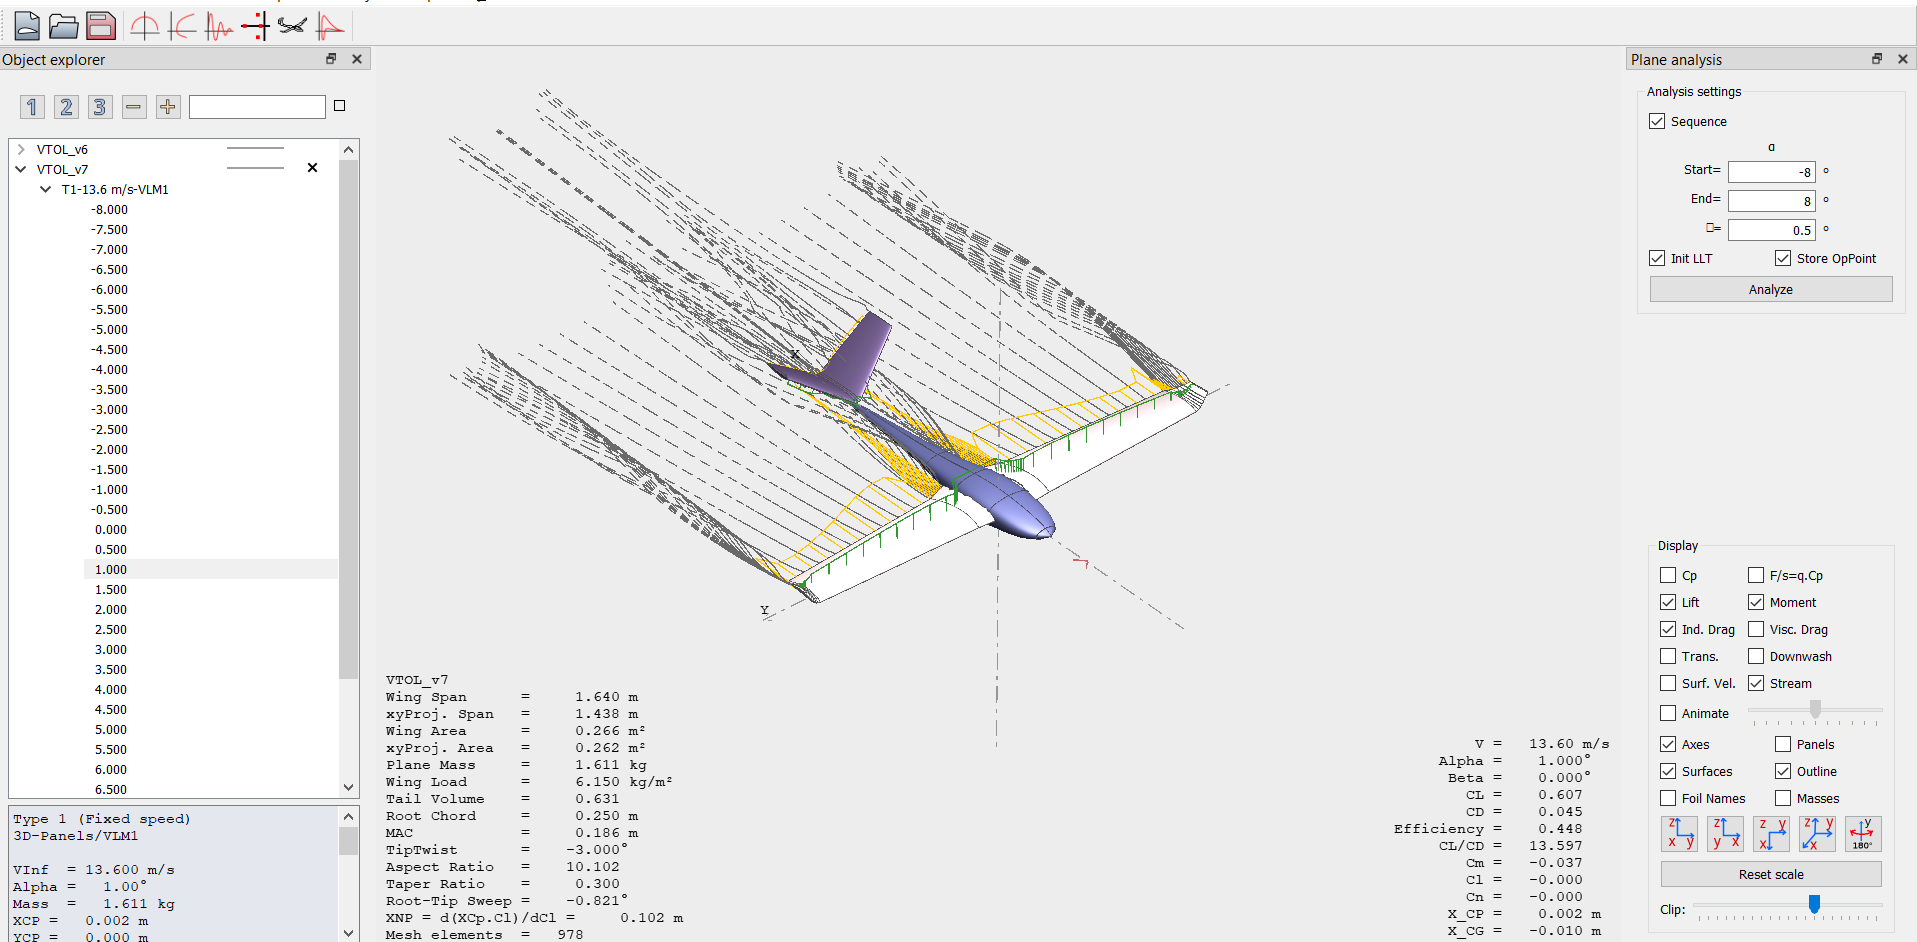 Object explorer
1 2 3 − +
VTOL_v6
VTOL_v7
T1-13.6 m/s-VLM1
-8.000
-7.500
-7.000
-6.500
-6.000
-5.500
-5.000
-4.500
-4.000
-3.500
-3.000
-2.500
-2.000
-1.500
-1.000
-0.500
0.000
0.500
1.000
1.500
2.000
2.500
3.000
3.500
4.000
4.500
5.000
5.500
6.000
6.500
Type 1 (Fixed speed)
3D-Panels/VLM1
VInf = 13.600 m/s
Alpha = 1.00°
Mass = 1.611 kg
XCP = 0.002 m
YCP = 0.000 m
X
Y
VTOL_v7
Wing Span = 1.640 m
xyProj. Span = 1.438 m
Wing Area = 0.266 m²
xyProj. Area = 0.262 m²
Plane Mass = 1.611 kg
Wing Load = 6.150 kg/m²
Tail Volume = 0.631
Root Chord = 0.250 m
MAC = 0.186 m
TipTwist = -3.000°
Aspect Ratio = 10.102
Taper Ratio = 0.300
Root-Tip Sweep = -0.821°
XNP = d(XCp.Cl)/dCl = 0.102 m
Mesh elements = 978
V = 13.60 m/s
Alpha = 1.000°
Beta = 0.000°
CL = 0.607
CD = 0.045
Efficiency = 0.448
CL/CD = 13.597
Cm = -0.037
Cl = -0.000
Cn = -0.000
X_CP = 0.002 m
X_CG = -0.010 m
Plane analysis
Analysis settings
Sequence
α
Start= -8 °
End= 8 °
□= 0.5 °
Init LLT Store OpPoint
Analyze
Display
Cp F/s=q.Cp
Lift Moment
Ind. Drag Visc. Drag
Trans. Downwash
Surf. Vel. Stream
Animate
Axes Panels
Surfaces Outline
Foil Names Masses
z x y z y x z y x z y x y 180°
Reset scale
Clip: